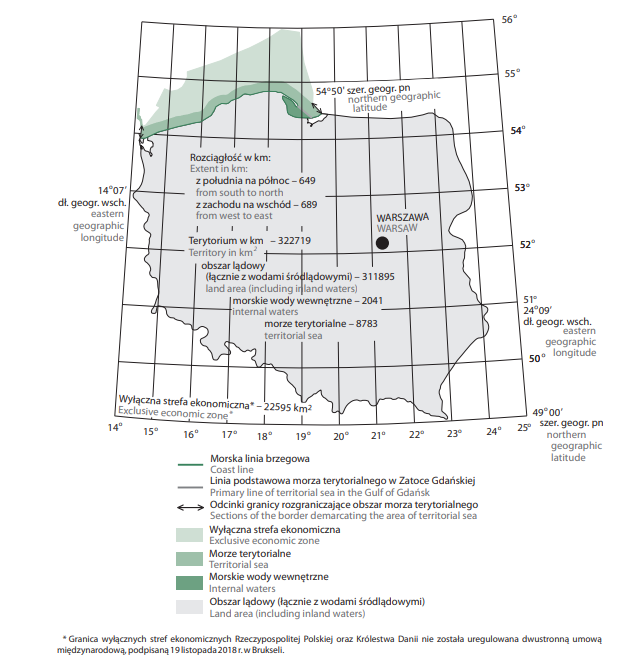 56°
55°
54°50′ szer. geogr. pn
northern geographic
latitude
54°
Rozciągłość w km:
Extent in km:
z południa na północ – 649
from south to north
z zachodu na wschód – 689
from west to east
53°
14°07′
dł. geogr. wsch.
eastern
geographic
longitude
WARSZAWA
WARSAW
Terytorium w km – 322719
Territory in km²
52°
obszar lądowy
(łącznie z wodami śródlądowymi) – 311895
land area (including inland waters)
morskie wody wewnętrzne – 2041
internal waters
51°
24°09′
dł. geogr. wsch.
eastern
geographic
longitude
morze terytorialne – 8783
territorial sea
50°
Wyłączna strefa ekonomiczna* – 22595 km²
Exclusive economic zone*
49°00′
szer. geogr. pn
northern
geographic
latitude
14° 15° 16° 17° 18° 19° 20° 21° 22° 23° 24° 25°
Morska linia brzegowa
Coast line
Linia podstawowa morza terytorialnego w Zatoce Gdańskiej
Primary line of territorial sea in the Gulf of Gdańsk
Odcinki granicy rozgraniczające obszar morza terytorialnego
Sections of the border demarcating the area of territorial sea
Wyłączna strefa ekonomiczna
Exclusive economic zone
Morze terytorialne
Territorial sea
Morskie wody wewnętrzne
Internal waters
Obszar lądowy (łącznie z wodami śródlądowymi)
Land area (including inland waters)
* Granica wyłącznych stref ekonomicznych Rzeczypospolitej Polskiej oraz Królestwa Danii nie została uregulowana dwustronną umową
międzynarodową, podpisaną 19 listopada 2018 r. w Brukseli.